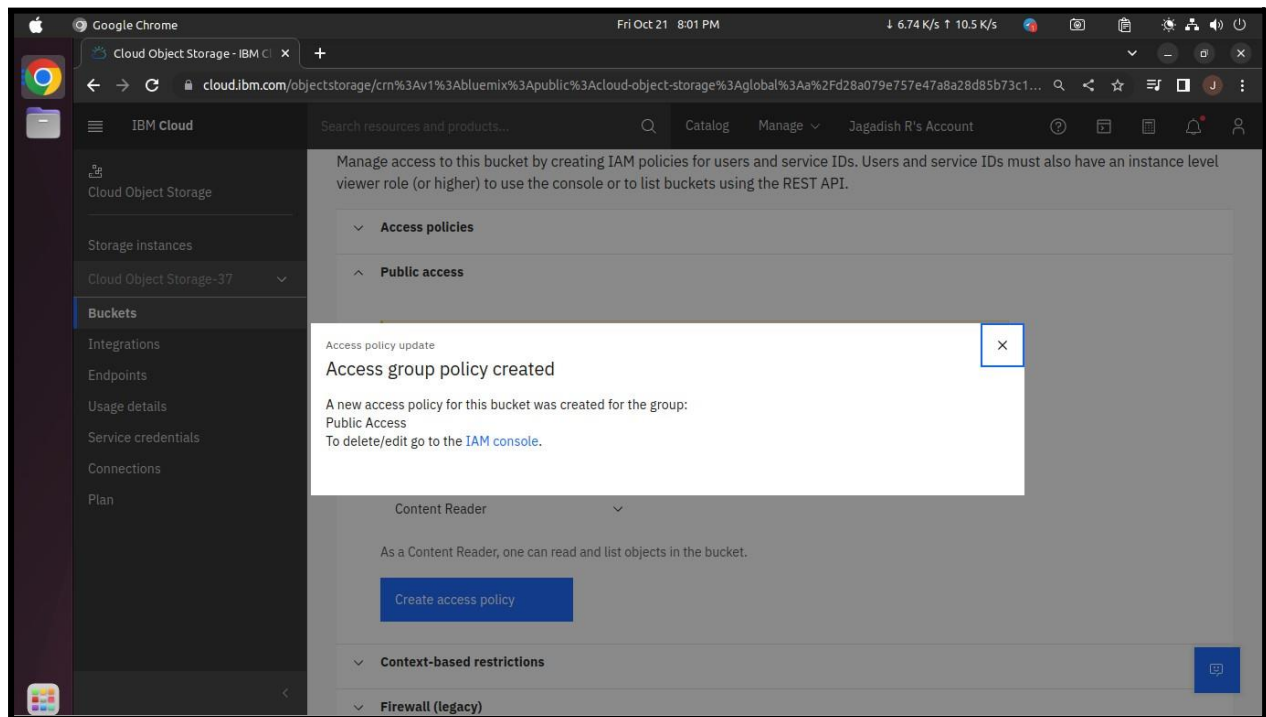 Google Chrome
Fri Oct 21 8:01 PM
↓ 6.74 K/s ↑ 10.5 K/s
Cloud Object Storage - IBM Cl
cloud.ibm.com/objectstorage/crn%3Av1%3Abluemix%3Apublic%3Acloud-object-storage%3Aglobal%3Aa%2Fd28a079e757e47a8a28d85b73c1...
J
IBM Cloud
Search resources and products...
Catalog
Manage
Jagadish R's Account
Cloud Object Storage
Storage instances
Cloud Object Storage-37
Buckets
Integrations
Endpoints
Usage details
Service credentials
Connections
Plan
Manage access to this bucket by creating IAM policies for users and service IDs. Users and service IDs must also have an instance level
viewer role (or higher) to use the console or to list buckets using the REST API.
Access policies
Public access
Access policy update
Access group policy created
A new access policy for this bucket was created for the group:
Public Access
To delete/edit go to the IAM console.
Content Reader
As a Content Reader, one can read and list objects in the bucket.
Create access policy
Context-based restrictions
Firewall (legacy)